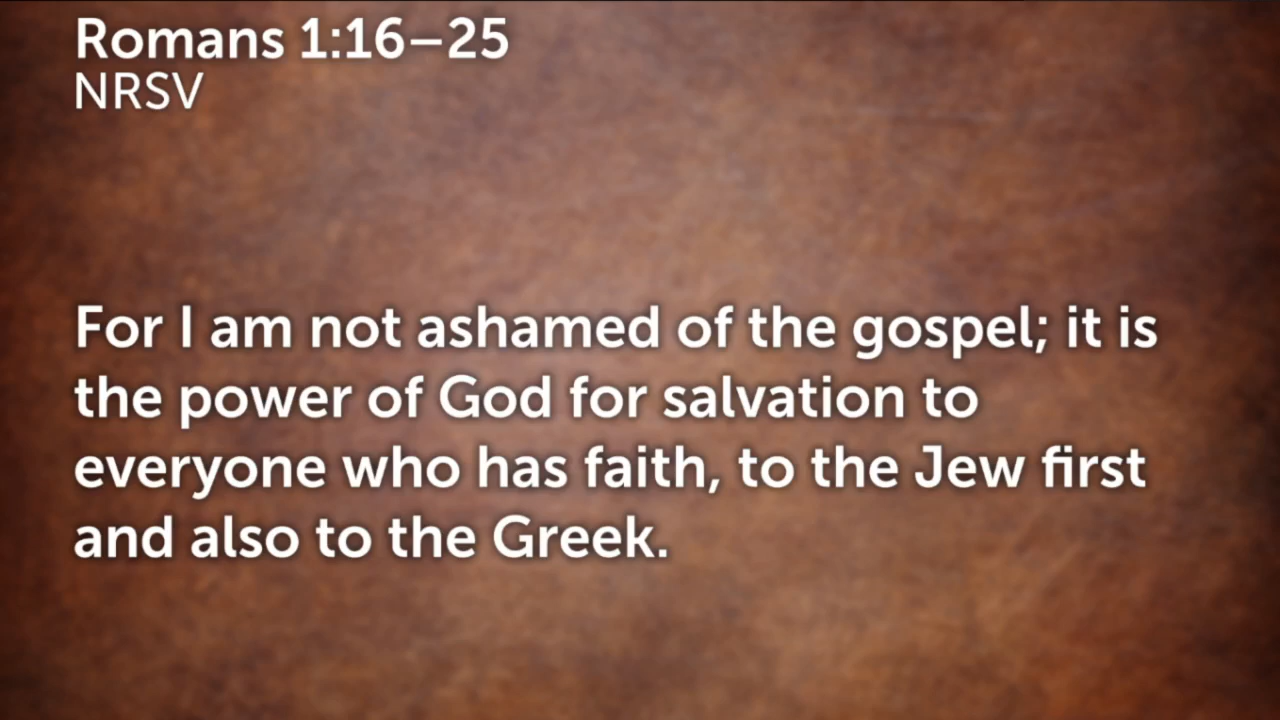 Romans 1:16–25
NRSV
For I am not ashamed of the gospel; it is
the power of God for salvation to
everyone who has faith, to the Jew first
and also to the Greek.